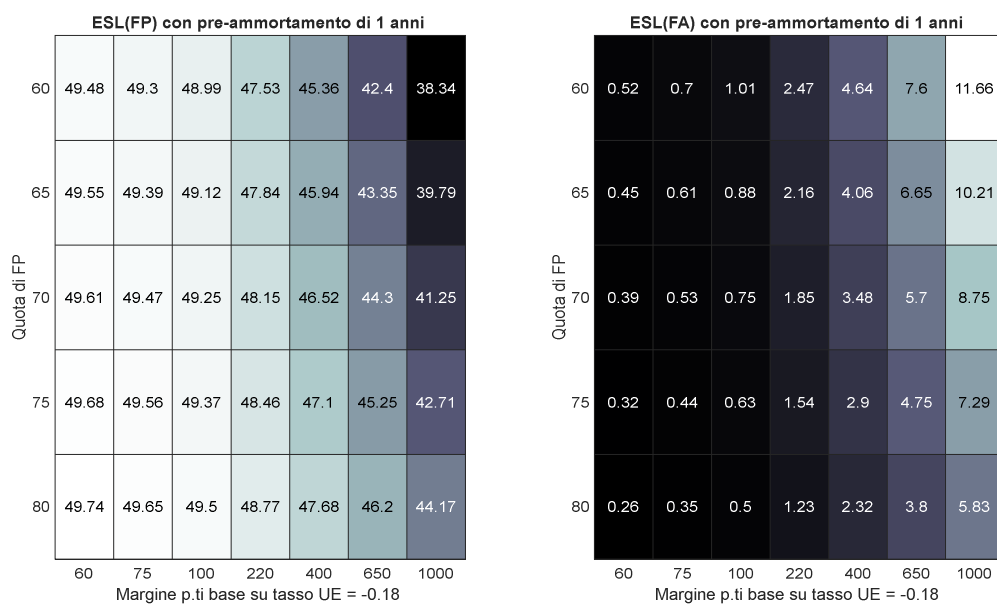 ESL(FP) con pre-ammortamento di 1 anni
60 49.48 49.3 48.99 47.53 45.36 42.4 38.34
65 49.55 49.39 49.12 47.84 45.94 43.35 39.79
70 49.61 49.47 49.25 48.15 46.52 44.3 41.25
75 49.68 49.56 49.37 48.46 47.1 45.25 42.71
80 49.74 49.65 49.5 48.77 47.68 46.2 44.17
60 75 100 220 400 650 1000
Quota di FP
Margine p.ti base su tasso UE = -0.18
ESL(FA) con pre-ammortamento di 1 anni
60 0.52 0.7 1.01 2.47 4.64 7.6 11.66
65 0.45 0.61 0.88 2.16 4.06 6.65 10.21
70 0.39 0.53 0.75 1.85 3.48 5.7 8.75
75 0.32 0.44 0.63 1.54 2.9 4.75 7.29
80 0.26 0.35 0.5 1.23 2.32 3.8 5.83
60 75 100 220 400 650 1000
Quota di FP
Margine p.ti base su tasso UE = -0.18